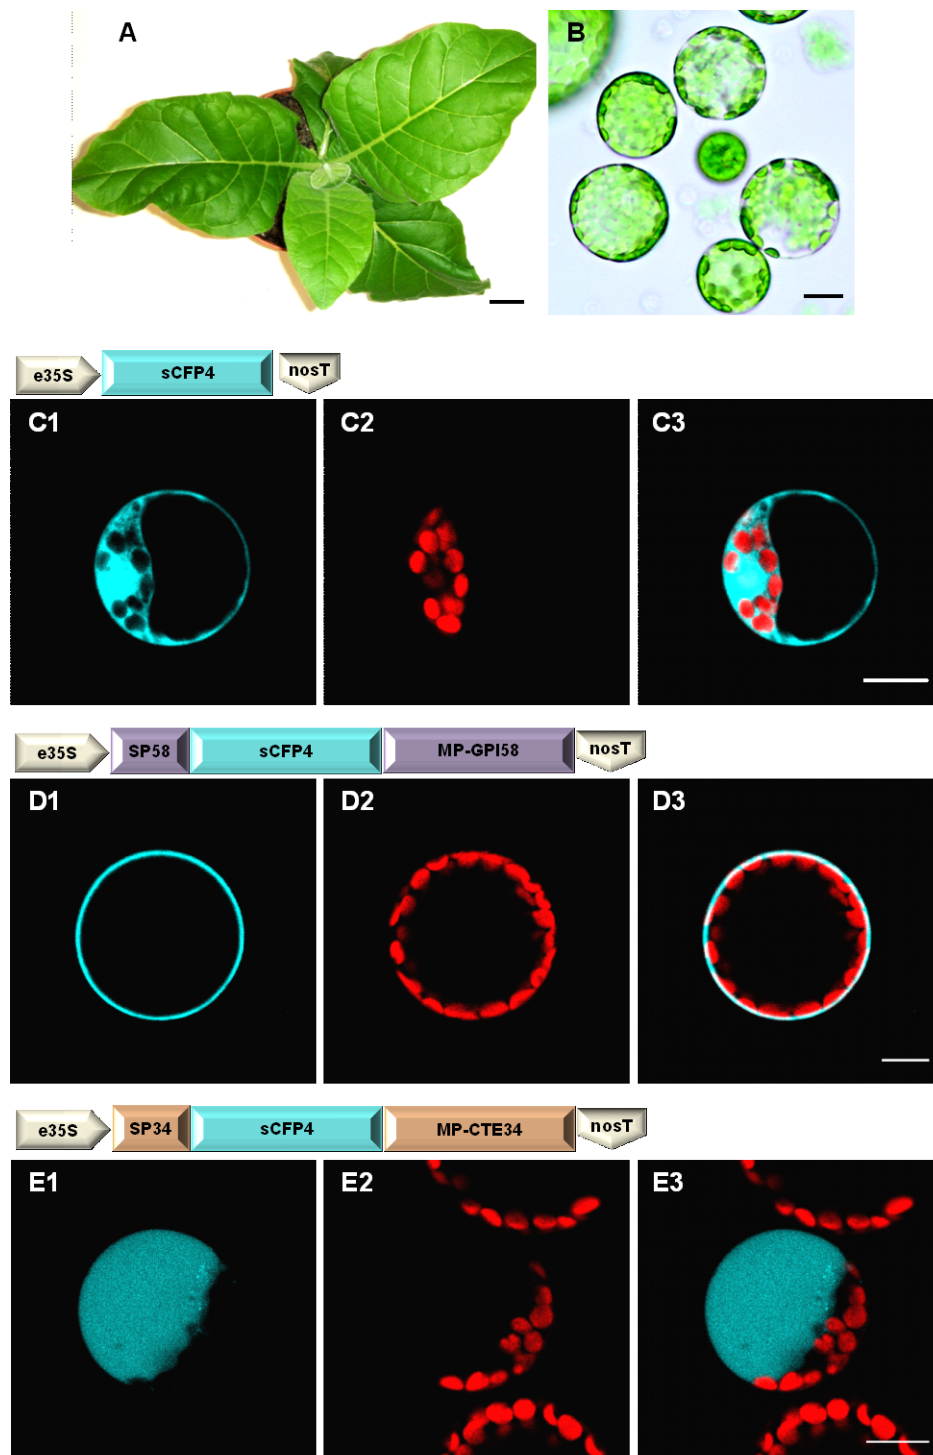 A B
e35S sCFP4 nosT
C1 C2 C3
e35S SP58 sCFP4 MP-GPI58 nosT
D1 D2 D3
e35S SP34 sCFP4 MP-CTE34 nosT
E1 E2 E3